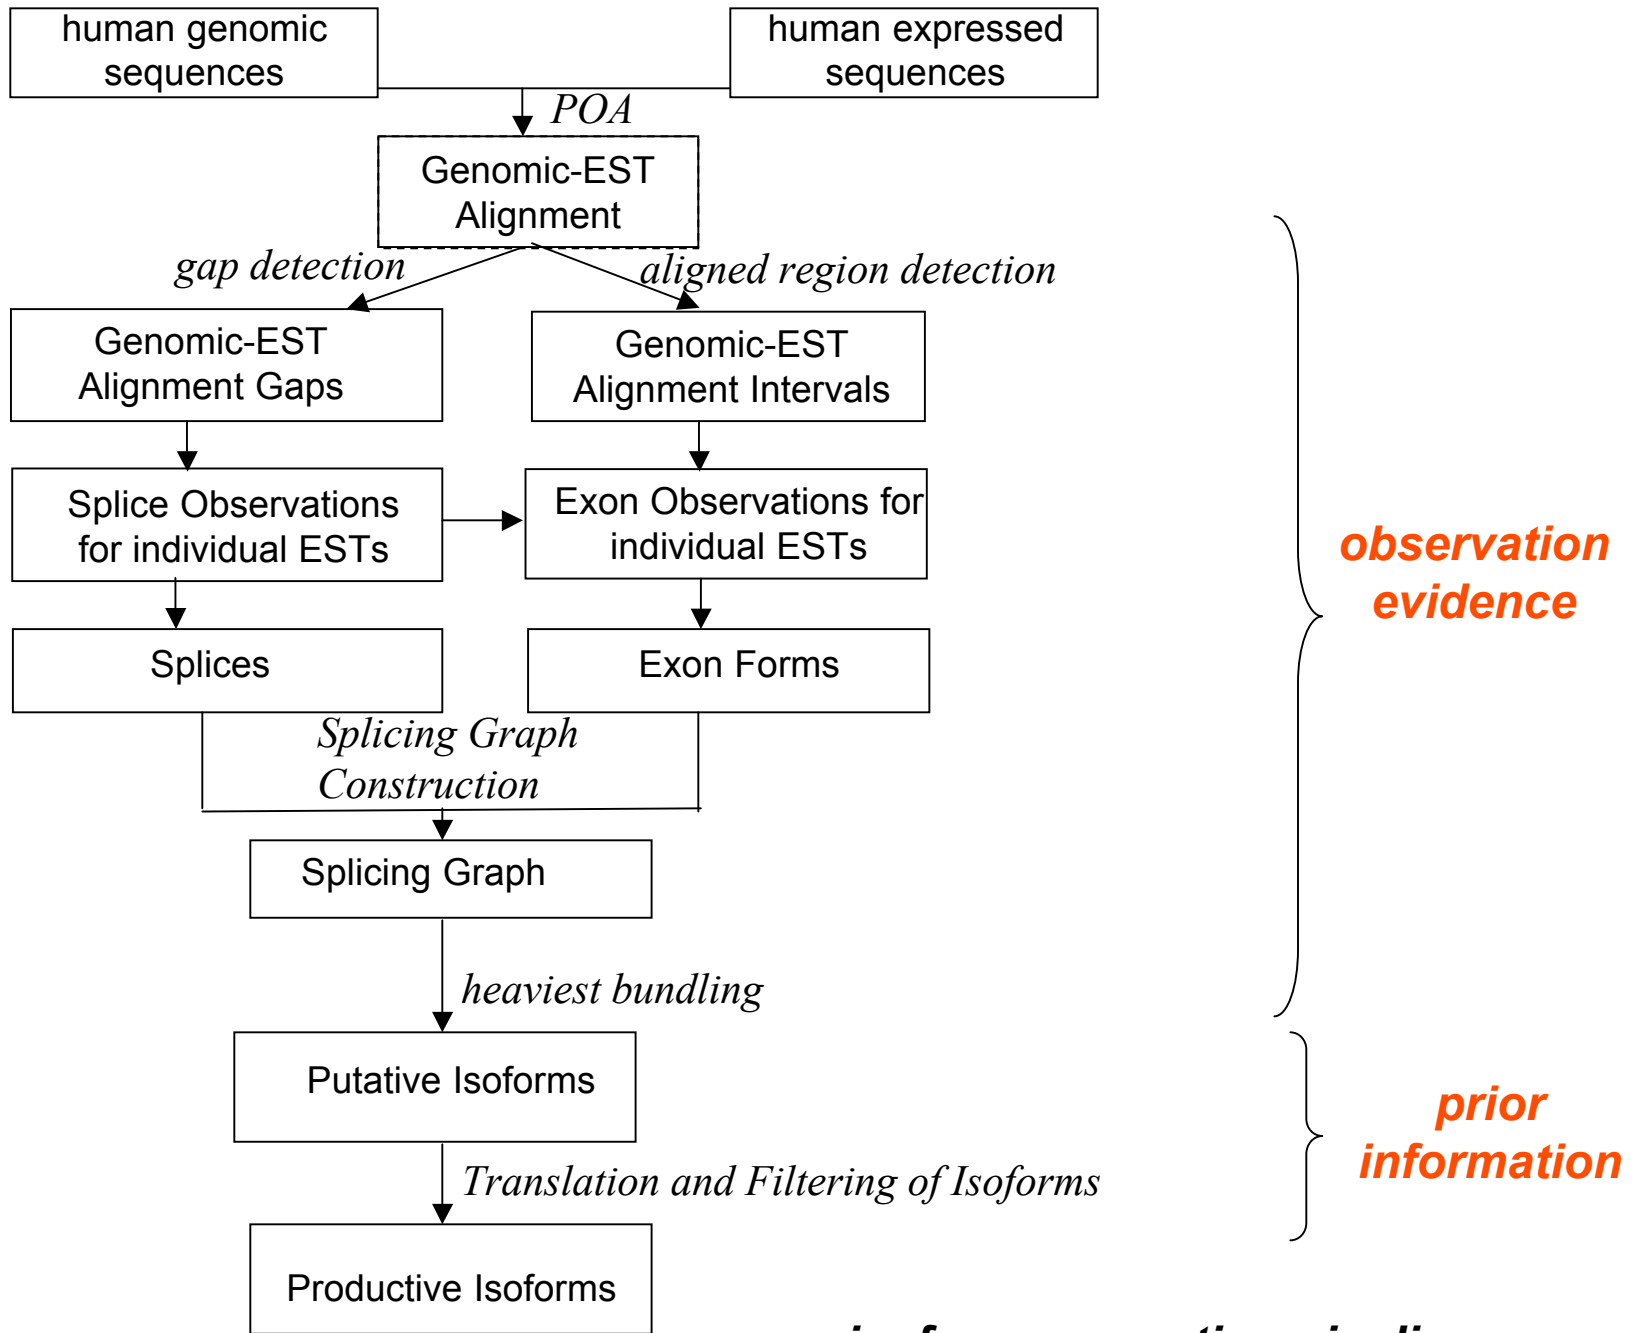 human genomic
sequences
human expressed
sequences
POA
Genomic-EST
Alignment
gap detection
aligned region detection
Genomic-EST
Alignment Gaps
Genomic-EST
Alignment Intervals
Splice Observations
for individual ESTs
Exon Observations for
individual ESTs
observation
evidence
Splices
Exon Forms
Splicing Graph
Construction
Splicing Graph
heaviest bundling
Putative Isoforms
prior
information
Translation and Filtering of Isoforms
Productive Isoforms